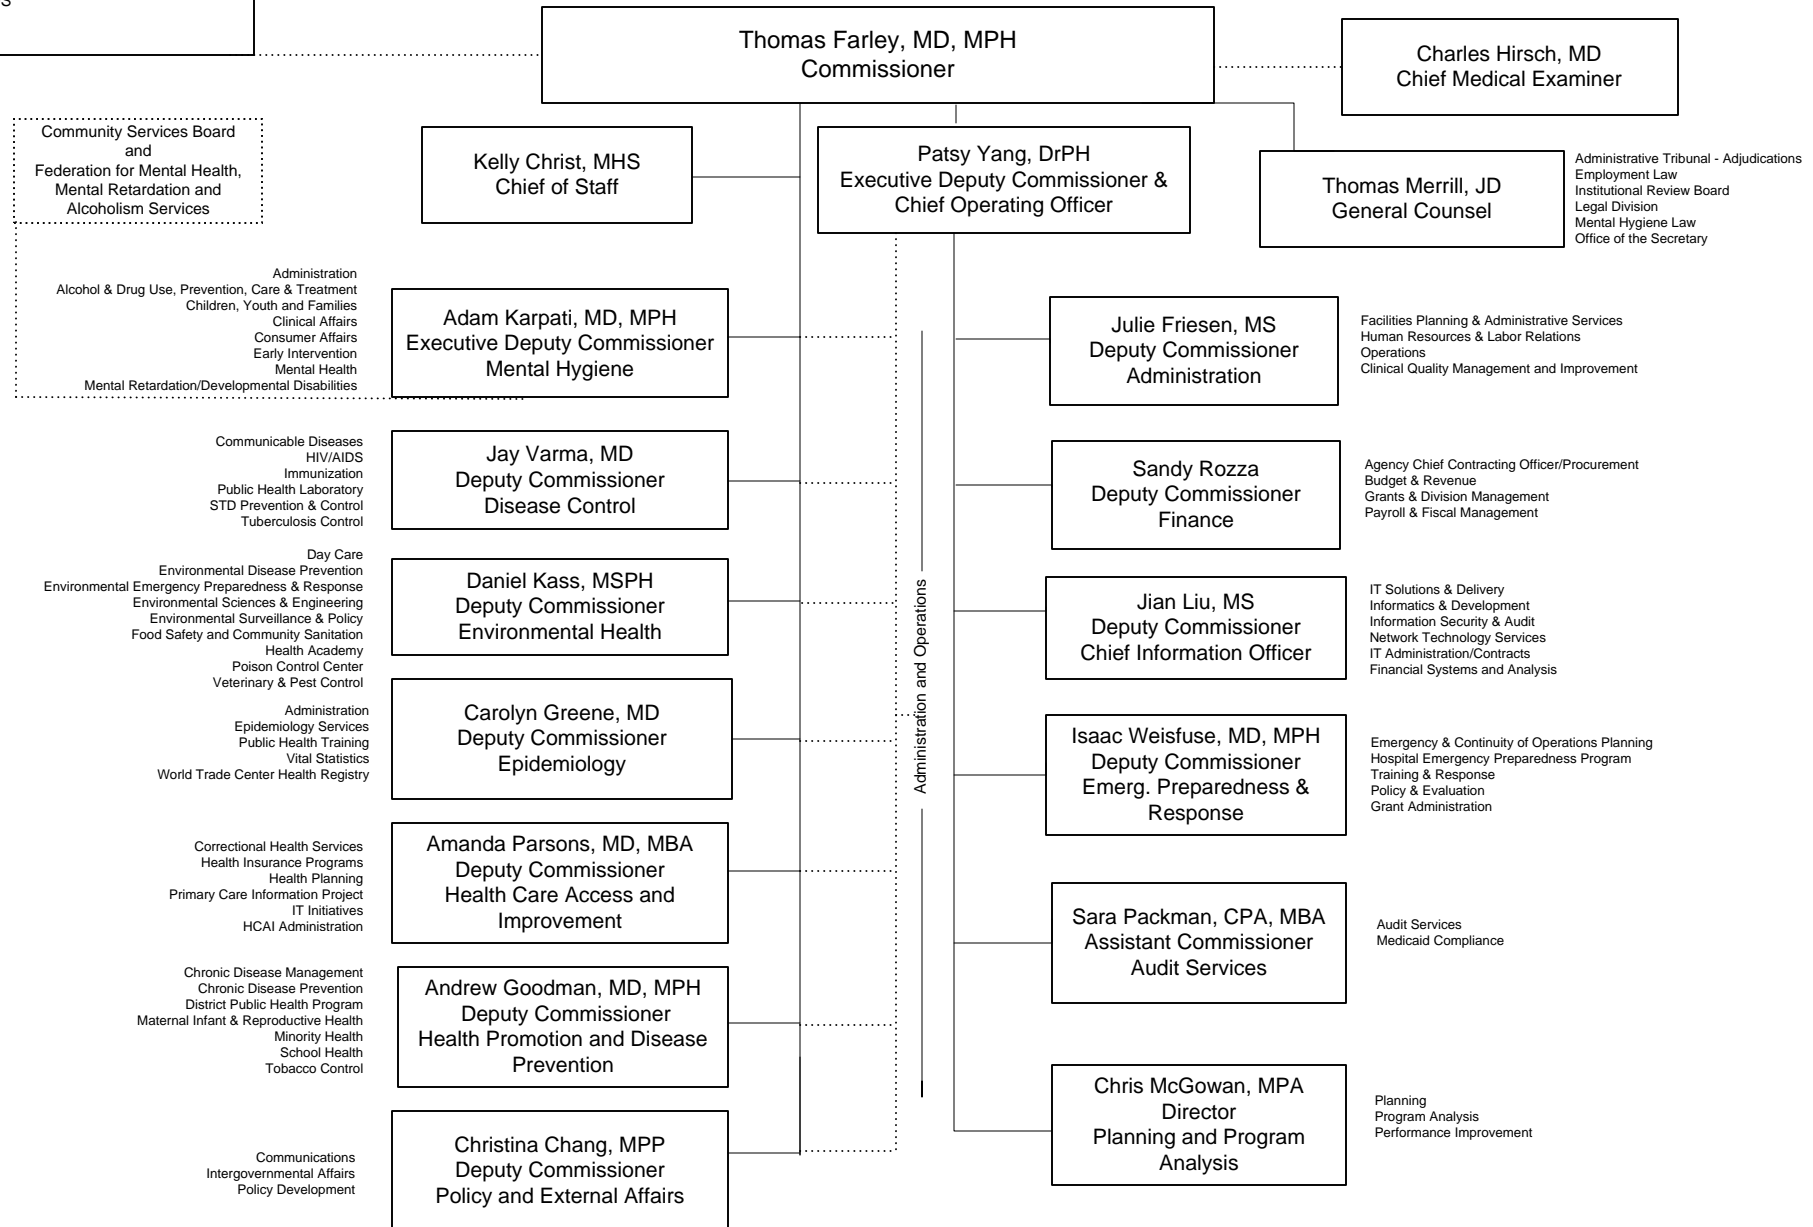 S
Thomas Farley, MD, MPH
Commissioner
Charles Hirsch, MD
Chief Medical Examiner
Community Services Board
and
Federation for Mental Health,
Mental Retardation and
Alcoholism Services
Kelly Christ, MHS
Chief of Staff
Patsy Yang, DrPH
Executive Deputy Commissioner &
Chief Operating Officer
Thomas Merrill, JD
General Counsel
Administrative Tribunal - Adjudications
Employment Law
Institutional Review Board
Legal Division
Mental Hygiene Law
Office of the Secretary
Administration
Alcohol & Drug Use, Prevention, Care & Treatment
Children, Youth and Families
Clinical Affairs
Consumer Affairs
Early Intervention
Mental Health
Mental Retardation/Developmental Disabilities
Adam Karpati, MD, MPH
Executive Deputy Commissioner
Mental Hygiene
Julie Friesen, MS
Deputy Commissioner
Administration
Facilities Planning & Administrative Services
Human Resources & Labor Relations
Operations
Clinical Quality Management and Improvement
Communicable Diseases
HIV/AIDS
Immunization
Public Health Laboratory
STD Prevention & Control
Tuberculosis Control
Jay Varma, MD
Deputy Commissioner
Disease Control
Sandy Rozza
Deputy Commissioner
Finance
Agency Chief Contracting Officer/Procurement
Budget & Revenue
Grants & Division Management
Payroll & Fiscal Management
Day Care
Environmental Disease Prevention
Environmental Emergency Preparedness & Response
Environmental Sciences & Engineering
Environmental Surveillance & Policy
Food Safety and Community Sanitation
Health Academy
Poison Control Center
Veterinary & Pest Control
Daniel Kass, MSPH
Deputy Commissioner
Environmental Health
Administration and Operations
Jian Liu, MS
Deputy Commissioner
Chief Information Officer
IT Solutions & Delivery
Informatics & Development
Information Security & Audit
Network Technology Services
IT Administration/Contracts
Financial Systems and Analysis
Administration
Epidemiology Services
Public Health Training
Vital Statistics
World Trade Center Health Registry
Carolyn Greene, MD
Deputy Commissioner
Epidemiology
Isaac Weisfuse, MD, MPH
Deputy Commissioner
Emerg. Preparedness &
Response
Emergency & Continuity of Operations Planning
Hospital Emergency Preparedness Program
Training & Response
Policy & Evaluation
Grant Administration
Correctional Health Services
Health Insurance Programs
Health Planning
Primary Care Information Project
IT Initiatives
HCAI Administration
Amanda Parsons, MD, MBA
Deputy Commissioner
Health Care Access and
Improvement
Sara Packman, CPA, MBA
Assistant Commissioner
Audit Services
Audit Services
Medicaid Compliance
Chronic Disease Management
Chronic Disease Prevention
District Public Health Program
Maternal Infant & Reproductive Health
Minority Health
School Health
Tobacco Control
Andrew Goodman, MD, MPH
Deputy Commissioner
Health Promotion and Disease
Prevention
Chris McGowan, MPA
Director
Planning and Program
Analysis
Planning
Program Analysis
Performance Improvement
Communications
Intergovernmental Affairs
Policy Development
Christina Chang, MPP
Deputy Commissioner
Policy and External Affairs